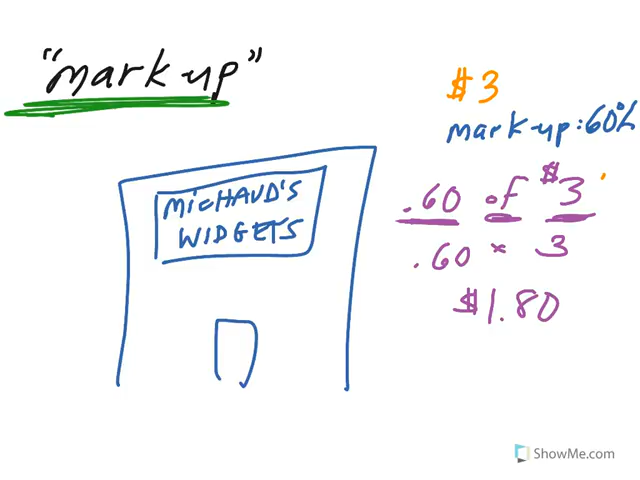 "mark up"
$3
mark-up: 60%
.60 of $3
.60 × 3
$1.80
MICHAUD'S
WIDGETS
ShowMe.com